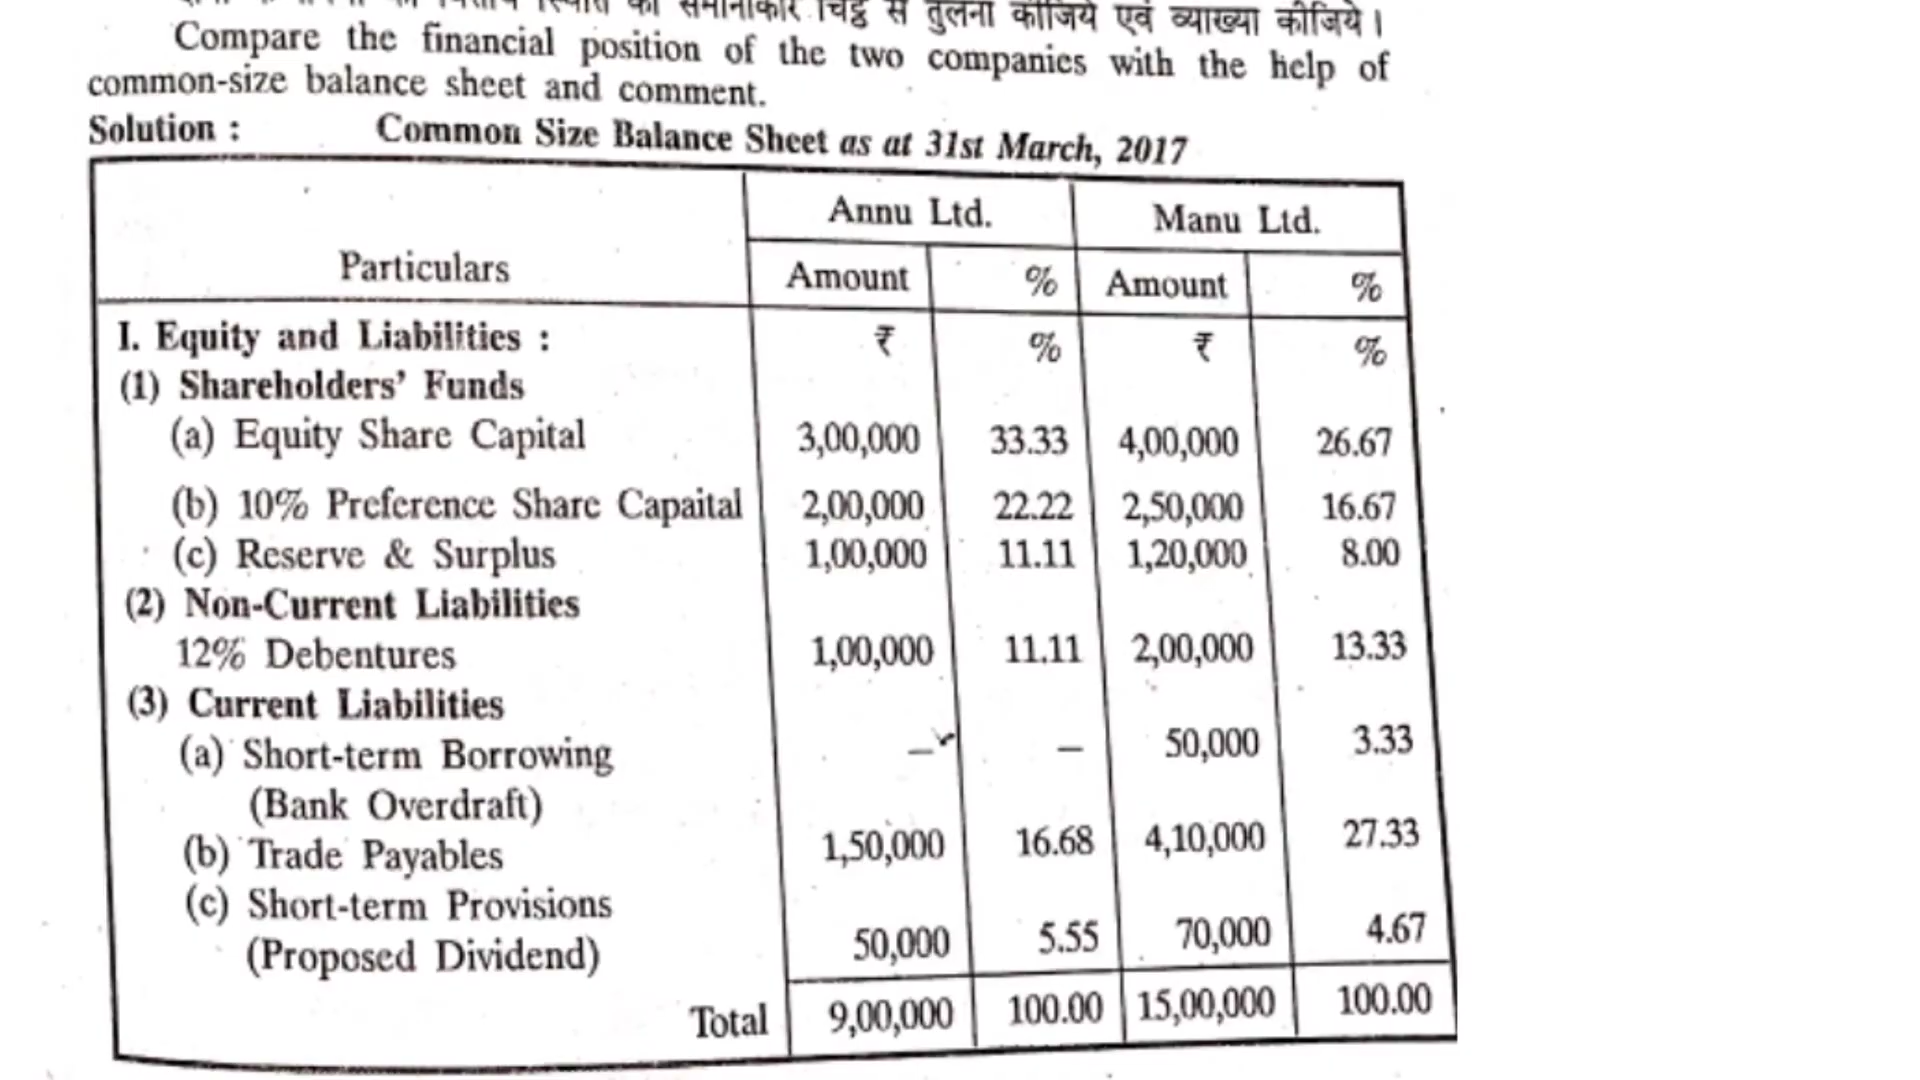 की समानाकार चिट्ठे से तुलना कीजिये एवं व्याख्या कीजिये।
Compare the financial position of the two companies with the help of
common-size balance sheet and comment.
Solution : Common Size Balance Sheet as at 31st March, 2017
Particulars Annu Ltd. Manu Ltd.
Amount % Amount %
I. Equity and Liabilities : ₹ % ₹ %
(1) Shareholders' Funds
(a) Equity Share Capital 3,00,000 33.33 4,00,000 26.67
(b) 10% Preference Share Capaital 2,00,000 22.22 2,50,000 16.67
(c) Reserve & Surplus 1,00,000 11.11 1,20,000 8.00
(2) Non-Current Liabilities
12% Debentures 1,00,000 11.11 2,00,000 13.33
(3) Current Liabilities
(a) Short-term Borrowing – – 50,000 3.33
(Bank Overdraft)
(b) Trade Payables 1,50,000 16.68 4,10,000 27.33
(c) Short-term Provisions
(Proposed Dividend) 50,000 5.55 70,000 4.67
Total 9,00,000 100.00 15,00,000 100.00